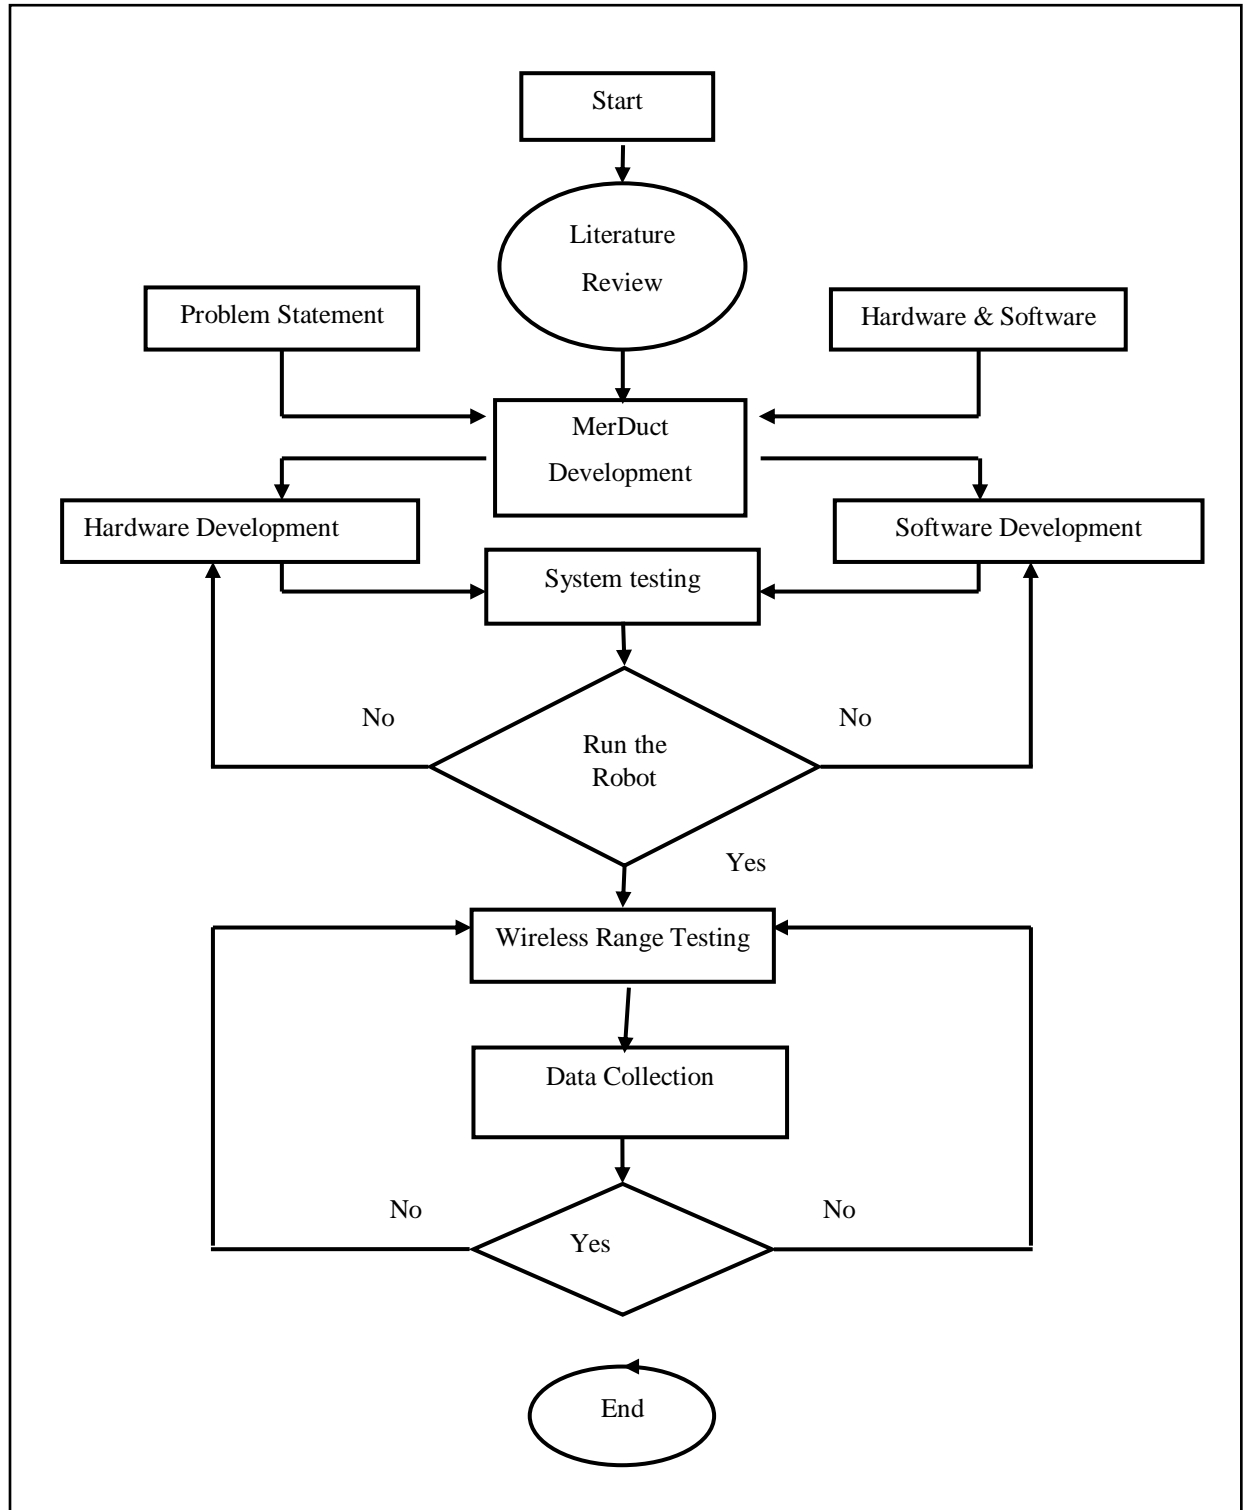 Start
Literature
Review
Problem Statement
Hardware & Software
MerDuct
Development
Hardware Development
Software Development
System testing
No
No
Run the
Robot
Yes
Wireless Range Testing
Data Collection
No
No
Yes
End